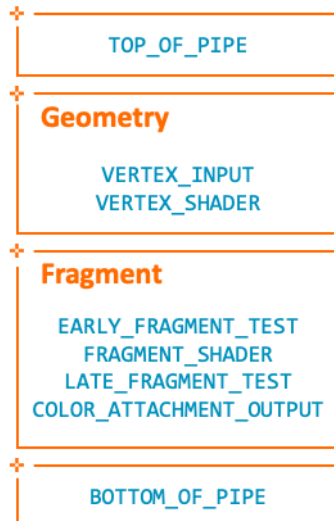 TOP_OF_PIPE
Geometry
VERTEX_INPUT
VERTEX_SHADER
Fragment
EARLY_FRAGMENT_TEST
FRAGMENT_SHADER
LATE_FRAGMENT_TEST
COLOR_ATTACHMENT_OUTPUT
BOTTOM_OF_PIPE